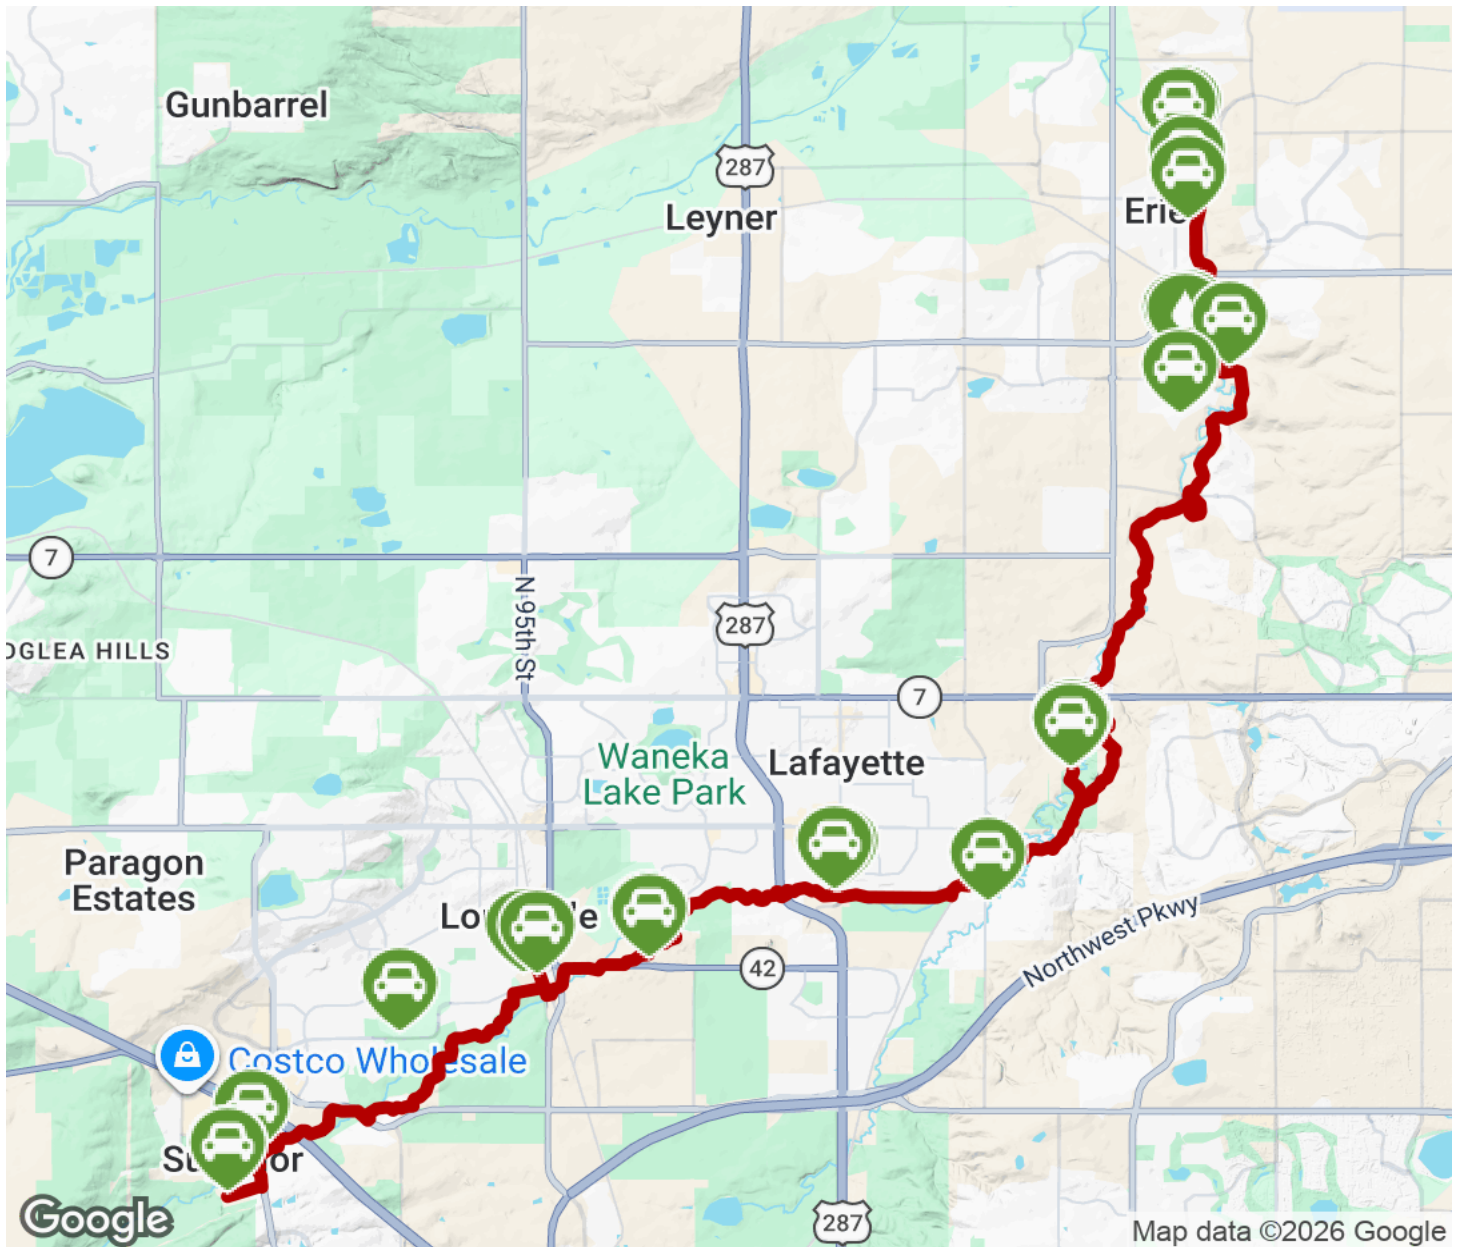 Gunbarrel
287
Leyner
Erie
7
N 95th St
287
OGLEA HILLS
7
Waneka
Lake Park
Lafayette
Paragon
Estates
Northwest Pkwy
42
Costco Wholesale
287
Google
Map data ©2026 Google